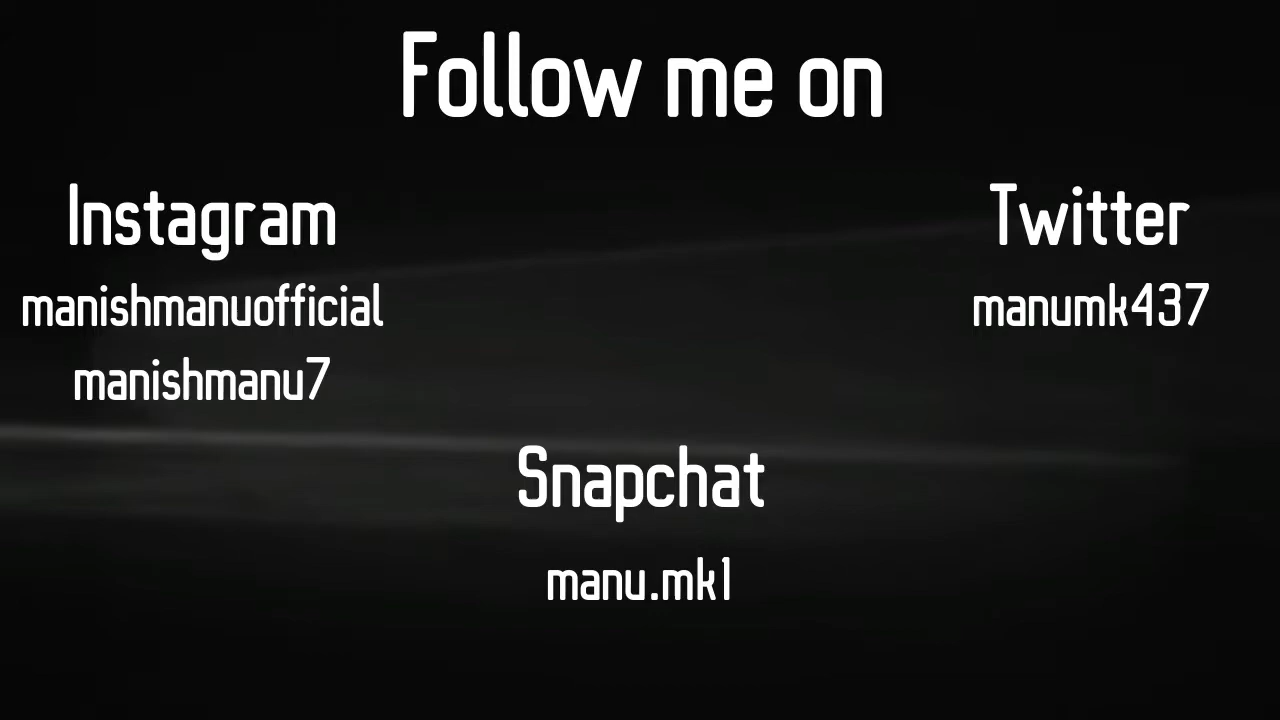 Follow me on
Instagram
manishmanuofficial
manishmanu7
Twitter
manumk437
Snapchat
manu.mk1